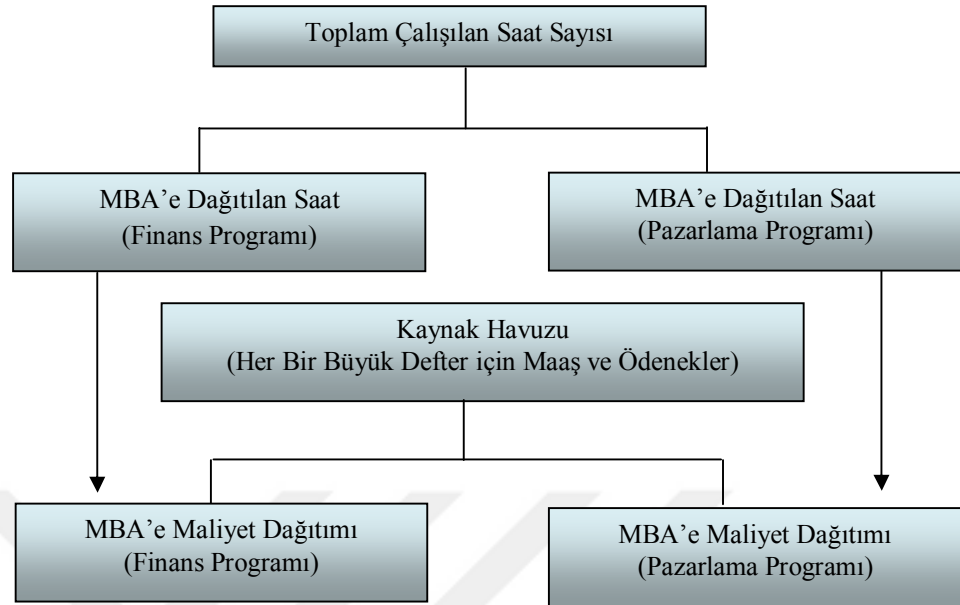 Toplam Çalışılan Saat Sayısı
MBA’e Dağıtılan Saat
(Finans Programı)
MBA’e Dağıtılan Saat
(Pazarlama Programı)
Kaynak Havuzu
(Her Bir Büyük Defter için Maaş ve Ödenekler)
MBA’e Maliyet Dağıtımı
(Finans Programı)
MBA’e Maliyet Dağıtımı
(Pazarlama Programı)